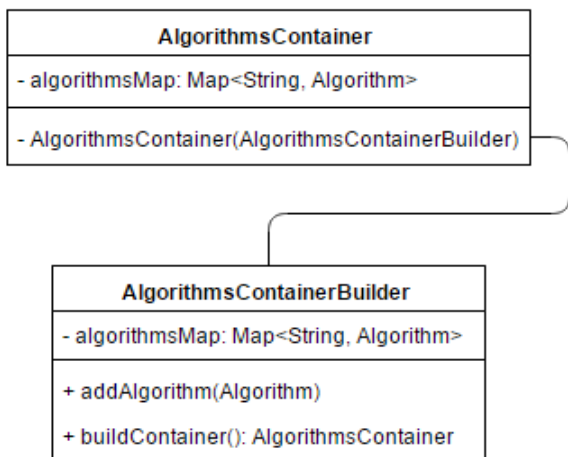 AlgorithmsContainer
- algorithmsMap: Map<String, Algorithm>
- AlgorithmsContainer(AlgorithmsContainerBuilder)
AlgorithmsContainerBuilder
- algorithmsMap: Map<String, Algorithm>
+ addAlgorithm(Algorithm)
+ buildContainer(): AlgorithmsContainer